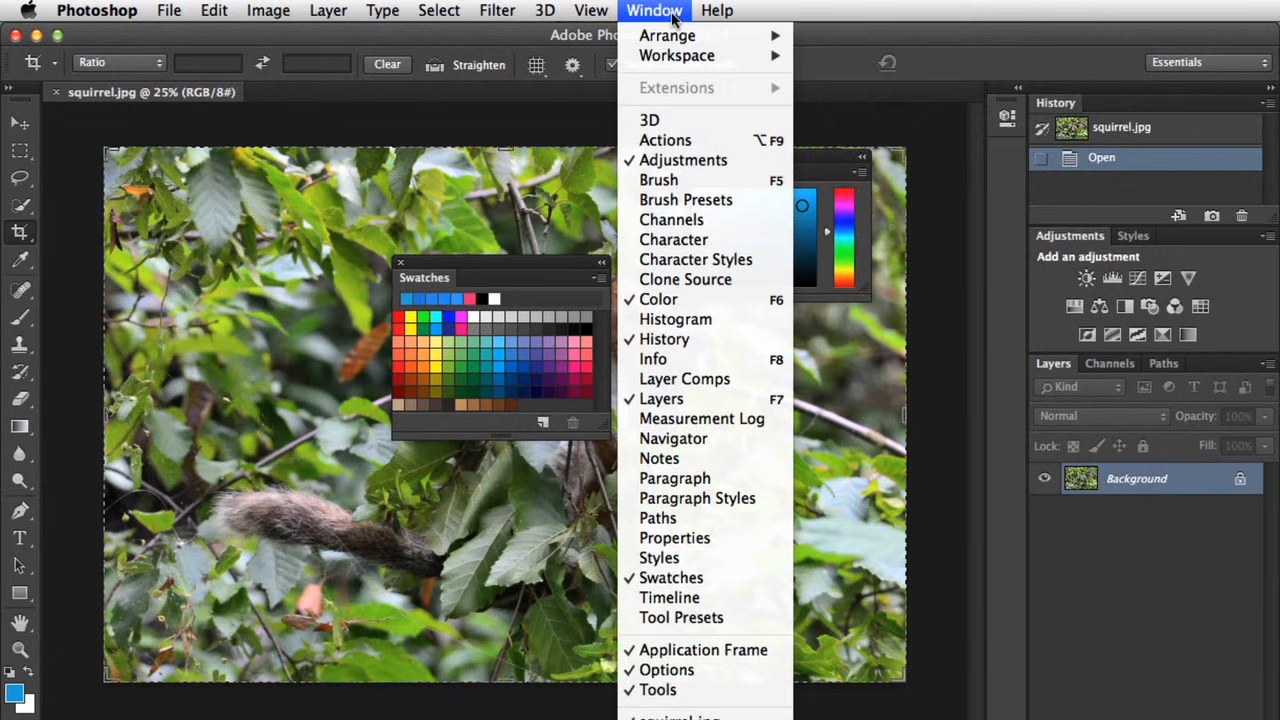 Photoshop File Edit Image Layer Type Select Filter 3D View Window Help
Adobe Pho
Ratio Clear Straighten Essentials
× squirrel.jpg @ 25% (RGB/8#)
Arrange
Workspace
Extensions
3D
Actions ⌥F9
✓ Adjustments
Brush F5
Brush Presets
Channels
Character
Character Styles
Clone Source
✓ Color F6
Histogram
✓ History
Info F8
Layer Comps
✓ Layers F7
Measurement Log
Navigator
Notes
Paragraph
Paragraph Styles
Paths
Properties
Styles
✓ Swatches
Timeline
Tool Presets
✓ Application Frame
✓ Options
✓ Tools
Swatches
History
squirrel.jpg
Open
Adjustments Styles
Add an adjustment
Layers Channels Paths
Kind
Normal Opacity: 100%
Lock: Fill: 100%
Background